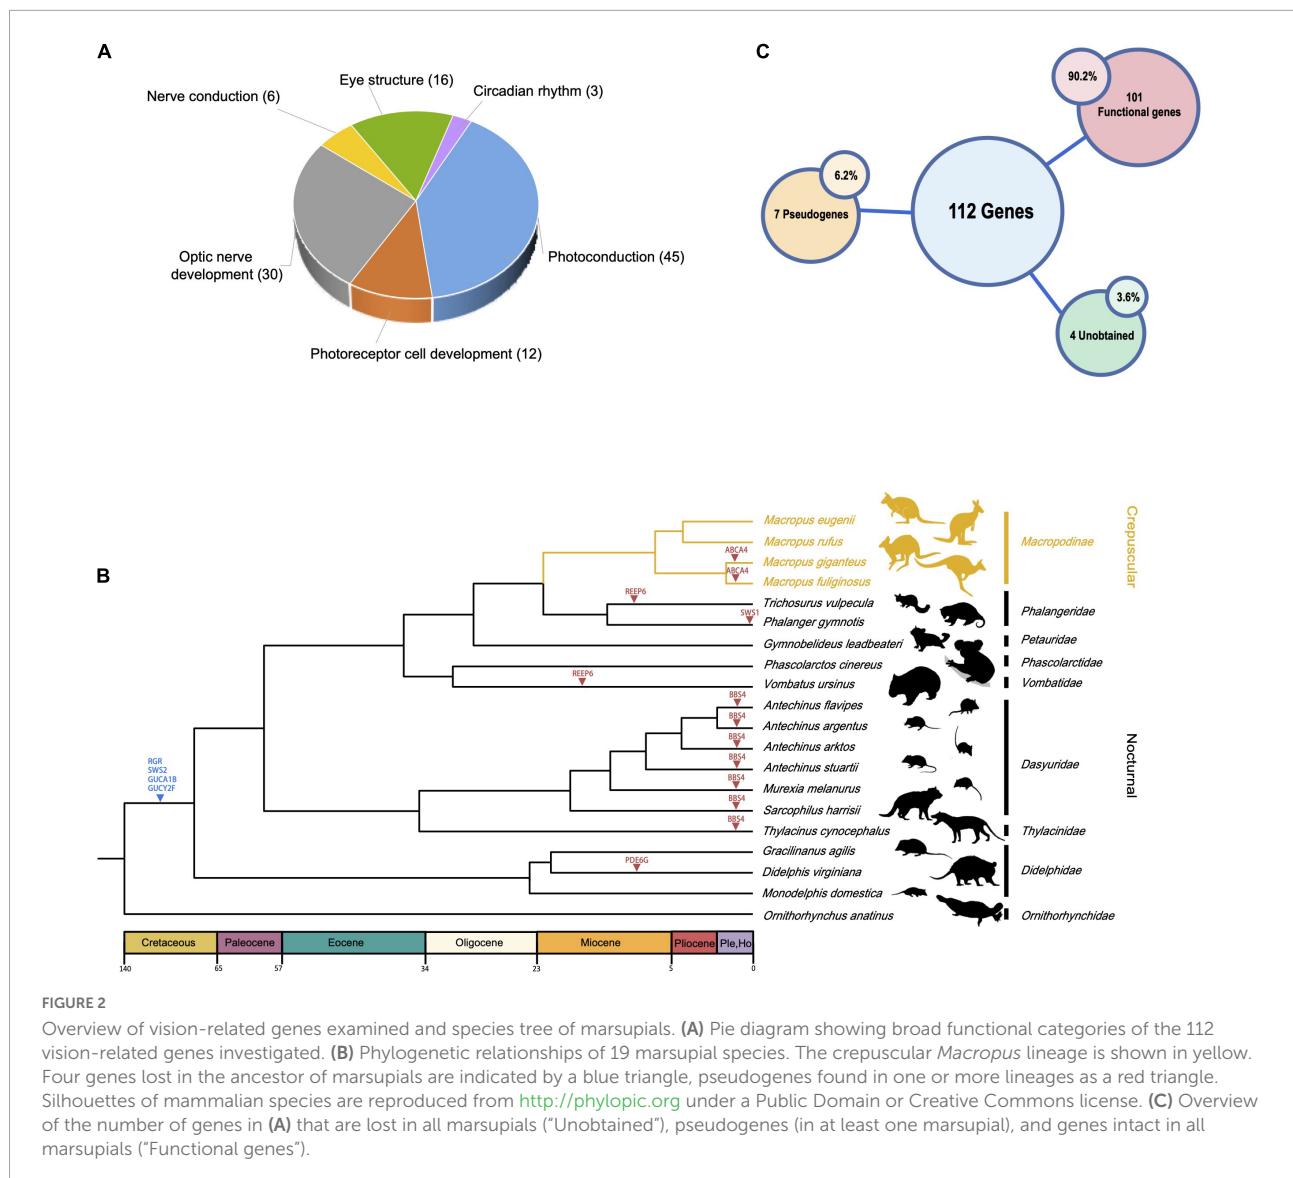 A
Eye structure (16)
Nerve conduction (6)
Circadian rhythm (3)
Optic nerve
development (30)
Photoconduction (45)
Photoreceptor cell development (12)
C
90.2%
101
Functional genes
6.2%
7 Pseudogenes
112 Genes
3.6%
4 Unobtained
B
Macropus eugenii
Macropus rufus
ABCA4
Macropus giganteus
ABCA4
Macropus fuliginosus
REEP6
Trichosurus vulpecula
SWS1
Phalanger gymnotis
Gymnobelideus leadbeateri
Phascolarctos cinereus
REEP6
Vombatus ursinus
BBS4
Antechinus flavipes
BBS4
Antechinus argentus
BBS4
Antechinus arktos
BBS4
Antechinus stuartii
BBS4
Murexia melanurus
BBS4
Sarcophilus harrisii
BBS4
Thylacinus cynocephalus
Gracilinanus agilis
PDE6G
Didelphis virginiana
Monodelphis domestica
Ornithorhynchus anatinus
RGR
SWS2
GUCA1B
GUCY2F
Macropodinae
Phalangeridae
Petauridae
Phascolarctidae
Vombatidae
Dasyuridae
Thylacinidae
Didelphidae
Ornithorhynchidae
Crepuscular
Nocturnal
Cretaceous Paleocene Eocene Oligocene Miocene Pliocene Ple,Ho
140 65 57 34 23 5 0
FIGURE 2
Overview of vision-related genes examined and species tree of marsupials. (A) Pie diagram showing broad functional categories of the 112
vision-related genes investigated. (B) Phylogenetic relationships of 19 marsupial species. The crepuscular Macropus lineage is shown in yellow.
Four genes lost in the ancestor of marsupials are indicated by a blue triangle, pseudogenes found in one or more lineages as a red triangle.
Silhouettes of mammalian species are reproduced from http://phylopic.org under a Public Domain or Creative Commons license. (C) Overview
of the number of genes in (A) that are lost in all marsupials (“Unobtained”), pseudogenes (in at least one marsupial), and genes intact in all
marsupials (“Functional genes”).